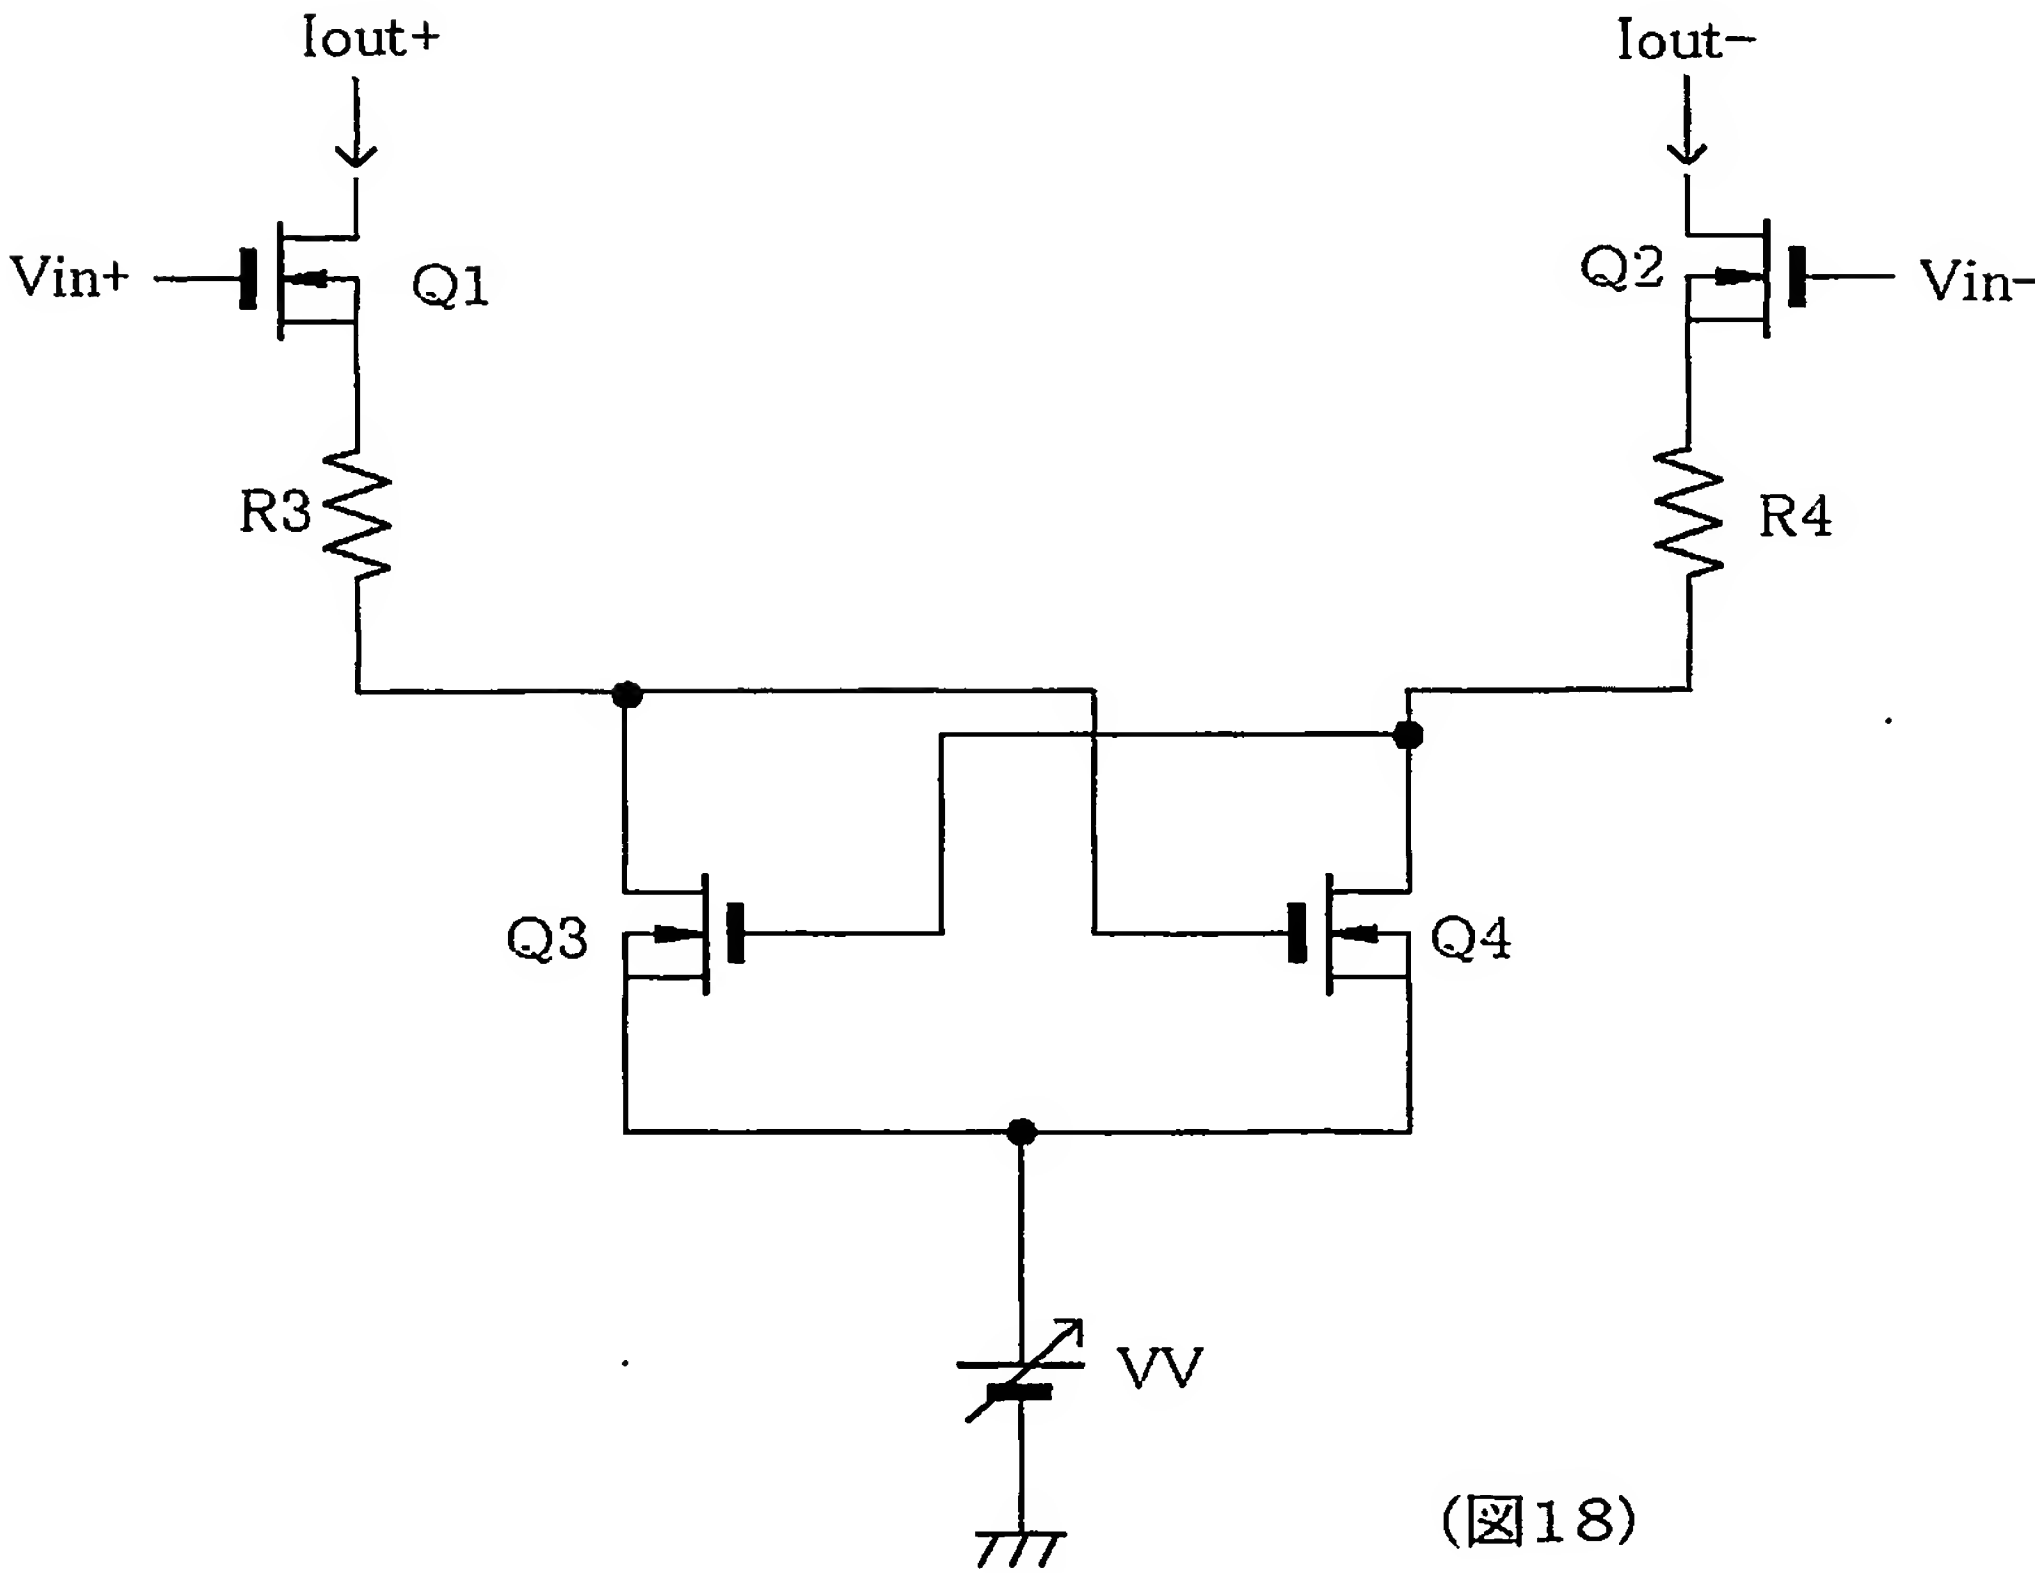 Iout+
Iout-
Vin+
Q1
Q2
Vin-
R3
R4
Q3
Q4
VV
(図18)